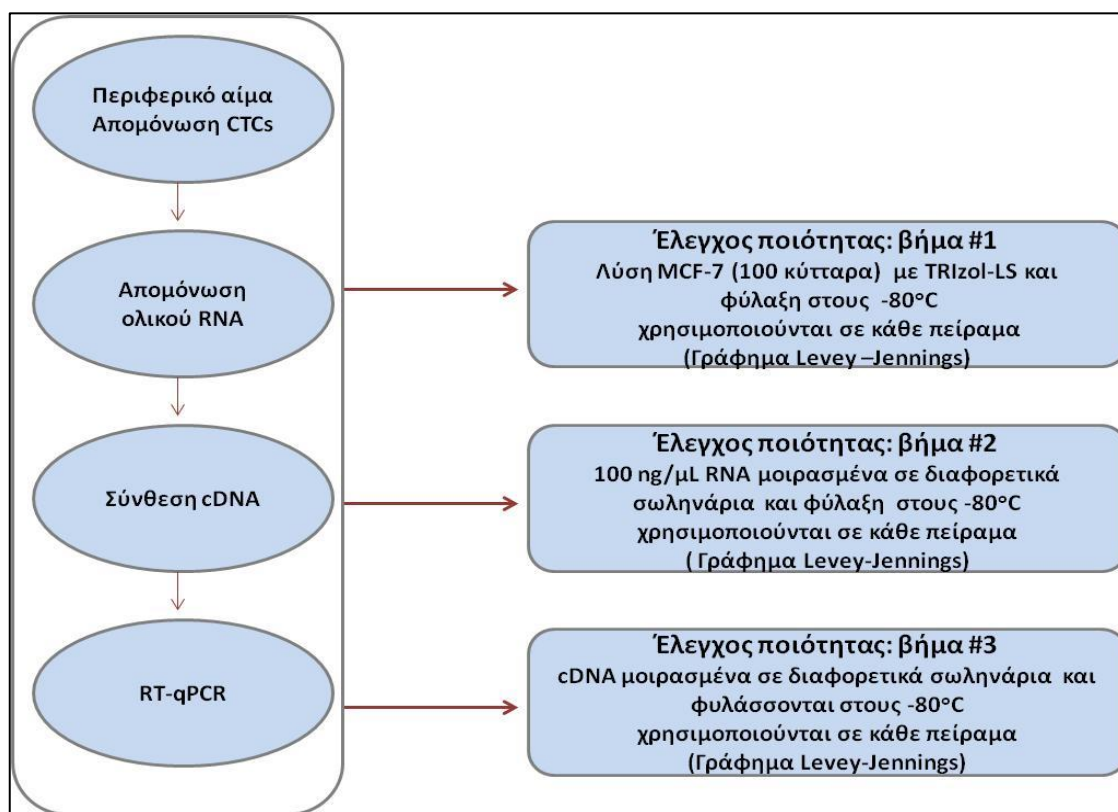 Περιφερικό αίμα
Απομόνωση CTCs
Απομόνωση
ολικού RNA
Σύνθεση cDNA
RT-qPCR
Έλεγχος ποιότητας: βήμα #1
Λύση MCF-7 (100 κύτταρα) με TRIzol-LS και
φύλαξη στους -80°C
χρησιμοποιούνται σε κάθε πείραμα
(Γράφημα Levey –Jennings)
Έλεγχος ποιότητας: βήμα #2
100 ng/μL RNA μοιρασμένα σε διαφορετικά
σωληνάρια και φύλαξη στους -80°C
χρησιμοποιούνται σε κάθε πείραμα
( Γράφημα Levey-Jennings)
Έλεγχος ποιότητας: βήμα #3
cDNA μοιρασμένα σε διαφορετικά σωληνάρια και
φυλάσσονται στους -80°C
χρησιμοποιούνται σε κάθε πείραμα
(Γράφημα Levey-Jennings)